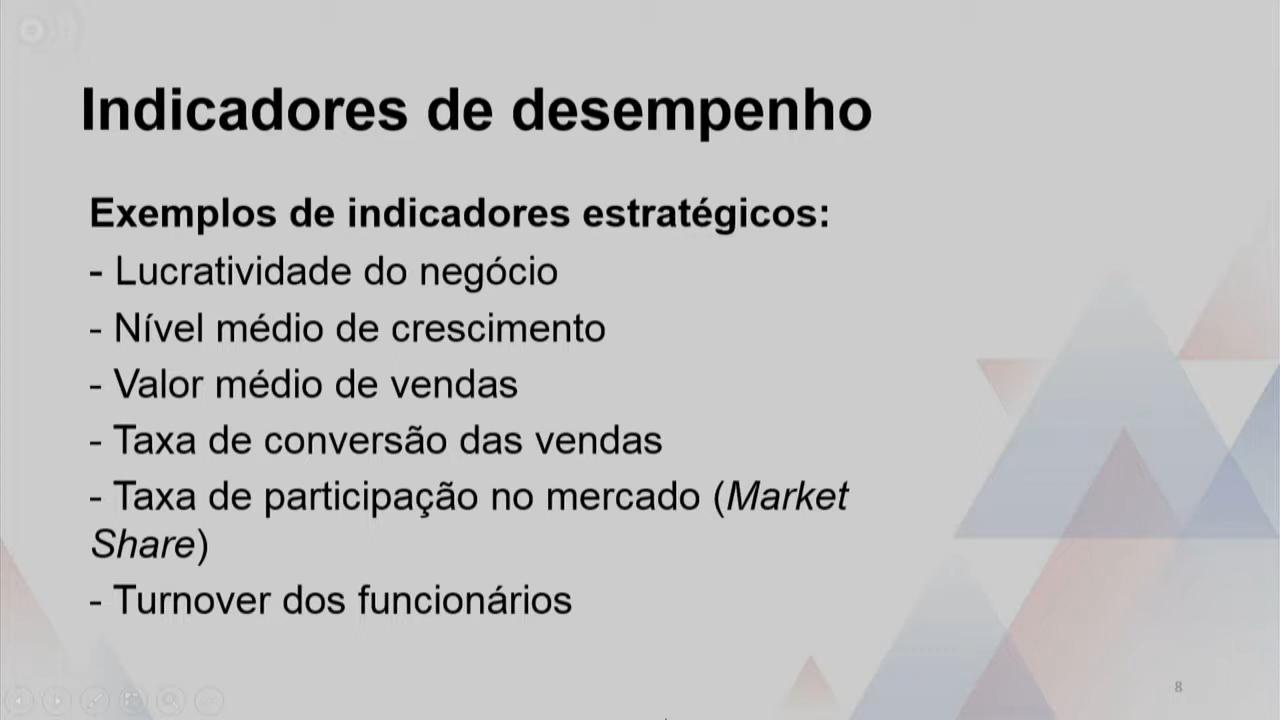 Indicadores de desempenho
Exemplos de indicadores estratégicos:
- Lucratividade do negócio
- Nível médio de crescimento
- Valor médio de vendas
- Taxa de conversão das vendas
- Taxa de participação no mercado (Market
Share)
- Turnover dos funcionários
8